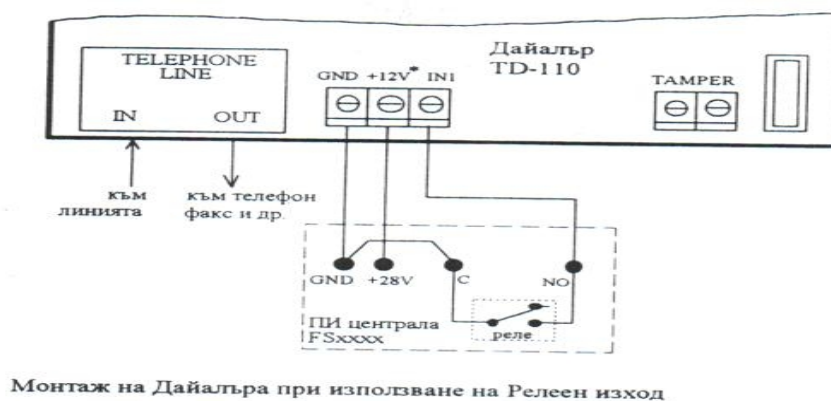 TELEPHONE
LINE
IN OUT
GND +12V* IN1
Дайалър
TD-110
TAMPER
към
линията
към телефон
факс и др.
GND +28V C NO
ПИ централа
FSxxxx
реле
Монтаж на Дайалъра при използване на Релеен изход